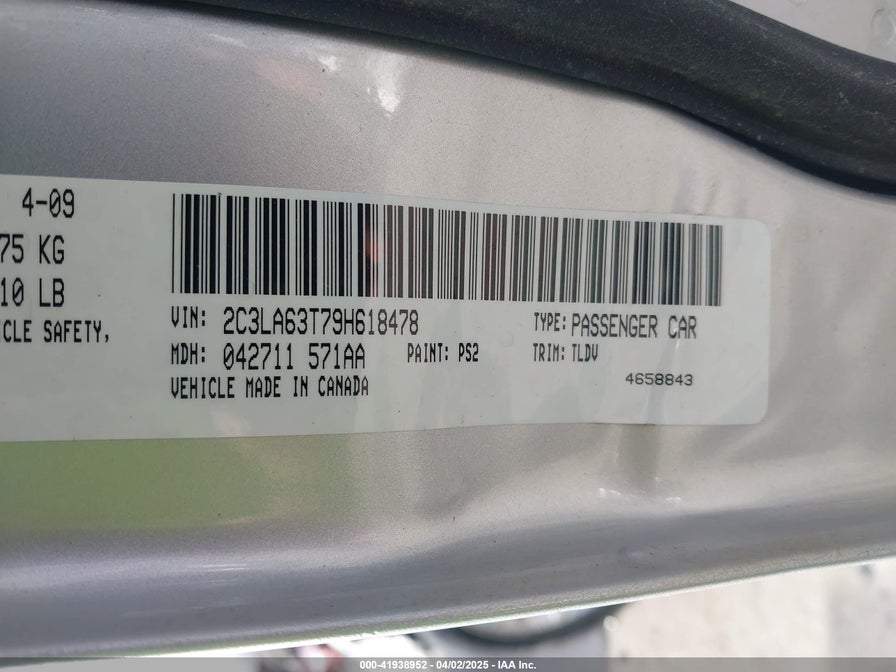 4-09
75 KG
10 LB
ICLE SAFETY,
VIN: 2C3LA63T79H618478
TYPE: PASSENGER CAR
MDH: 042711 571AA
PAINT: PS2
TRIM: TLDV
VEHICLE MADE IN CANADA
4658843
000-41938952 - 04/02/2025 - IAA Inc.